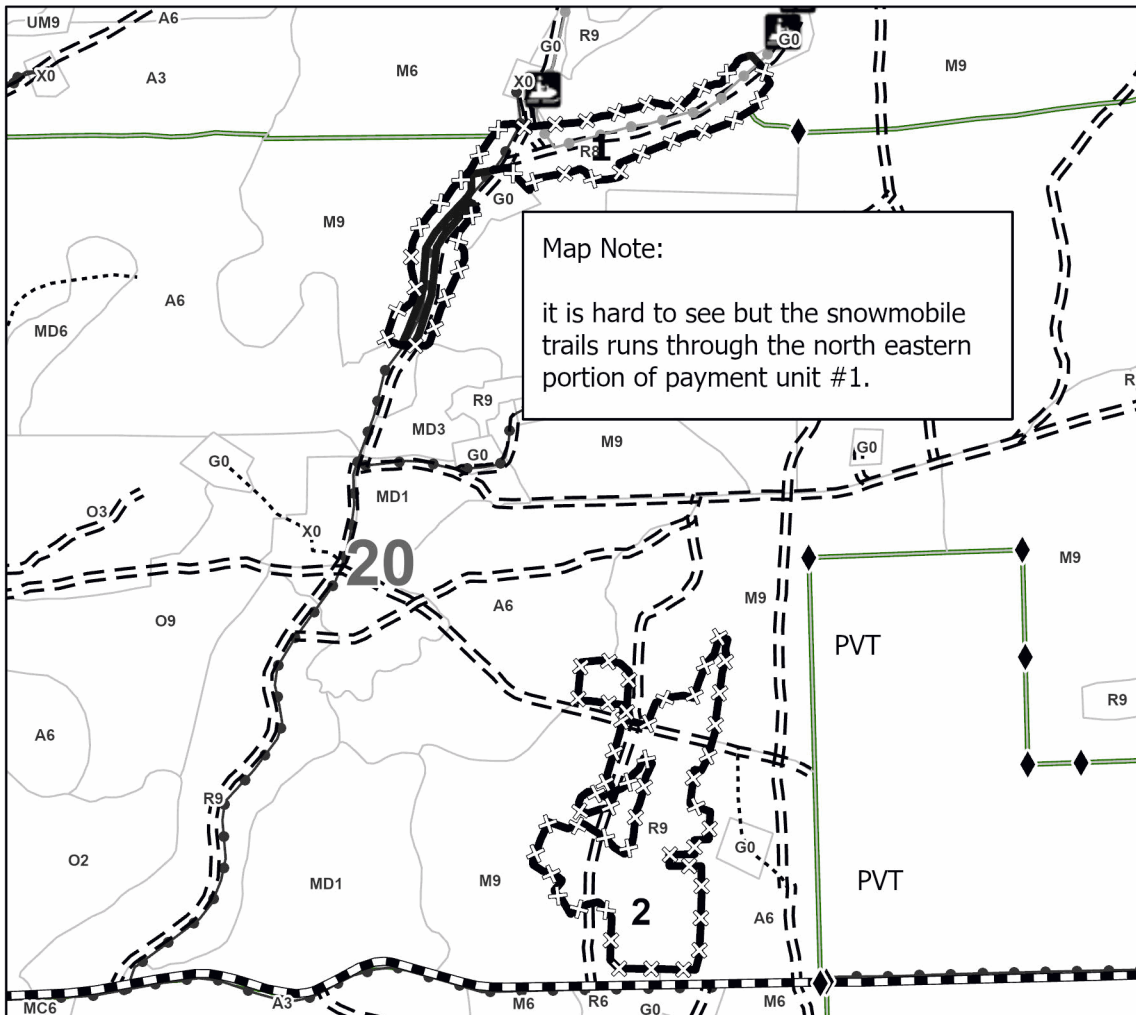 UM9
A6
X0
A3
M6
G0
R9
G0
M9
X0
R8
1
G0
M9
A6
MD6
Map Note:
it is hard to see but the snowmobile
trails runs through the north eastern
portion of payment unit #1.
R
R9
MD3
M9
G0
G0
G0
MD1
O3
X0
20
M9
A6
M9
O9
PVT
R9
A6
R9
R9
G0
O2
MD1
M9
PVT
2
A6
MC6
A3
M6
R6
G0
M6